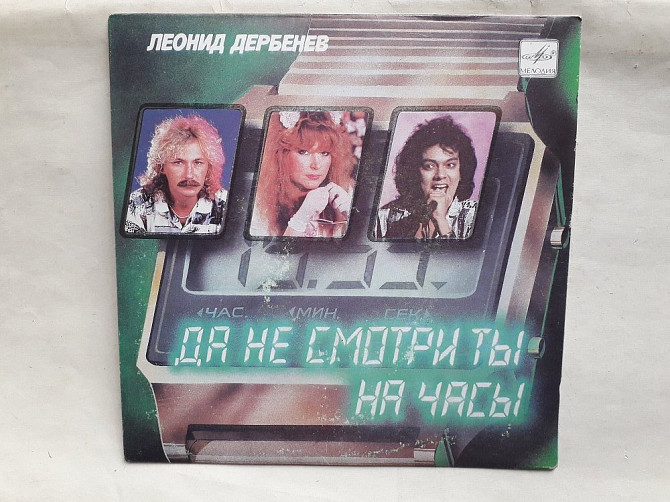 ЛЕОНИД ДЕРБЕНЕВ
МЕЛОДИЯ
ЧАС. МИН. СЕК.
ДА НЕ СМОТРИ ТЫ
НА ЧАСЫ